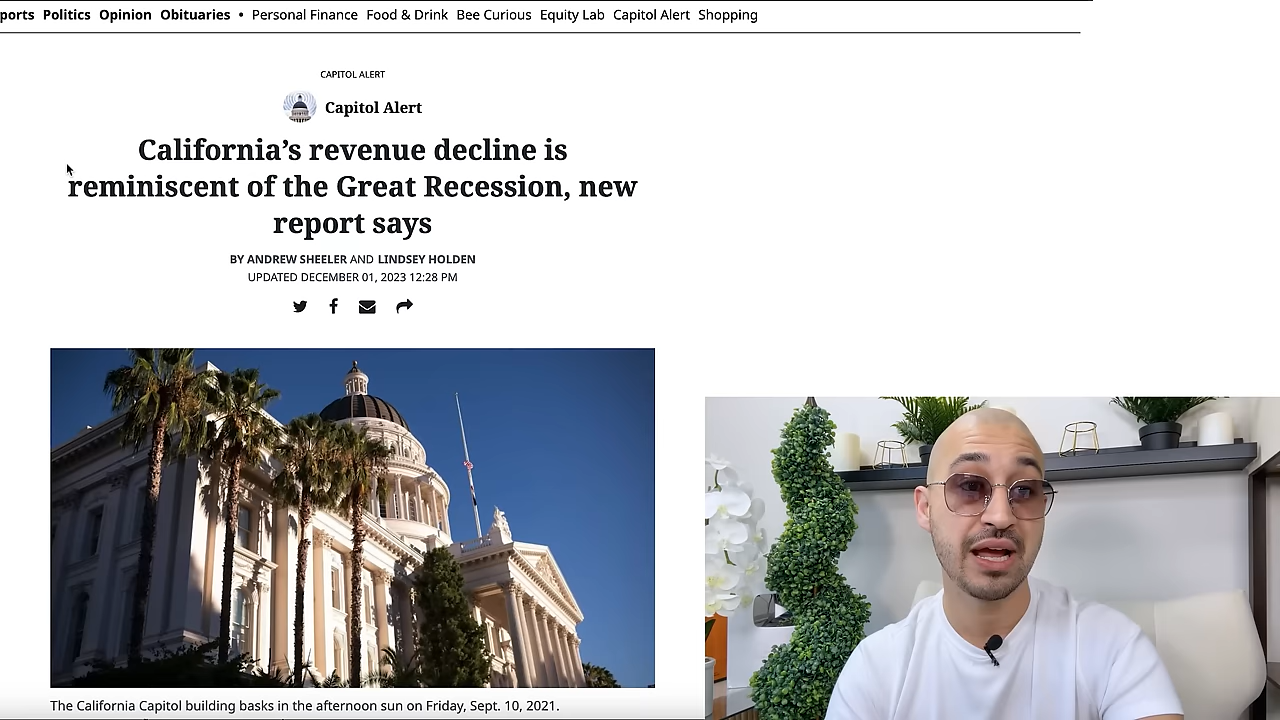 ports Politics Opinion Obituaries • Personal Finance Food & Drink Bee Curious Equity Lab Capitol Alert Shopping
CAPITOL ALERT
Capitol Alert
California’s revenue decline is
reminiscent of the Great Recession, new
report says
BY ANDREW SHEELER AND LINDSEY HOLDEN
UPDATED DECEMBER 01, 2023 12:28 PM
The California Capitol building basks in the afternoon sun on Friday, Sept. 10, 2021.